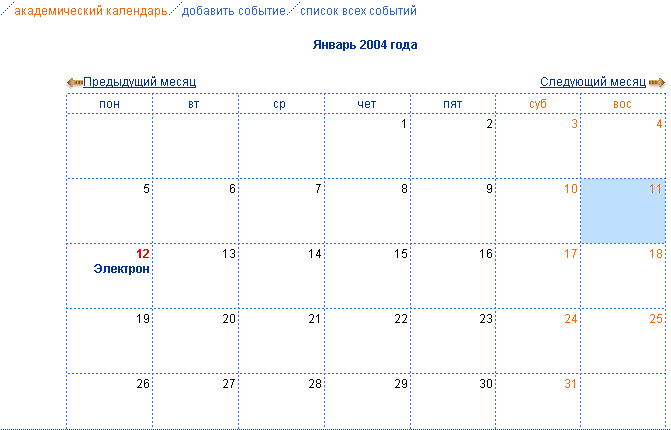 академический календарь добавить событие список всех событий
Январь 2004 года
Предыдущий месяц Следующий месяц
пон вт ср чет пят суб вос
1 2 3 4
5 6 7 8 9 10 11
12 13 14 15 16 17 18
Электрон
19 20 21 22 23 24 25
26 27 28 29 30 31